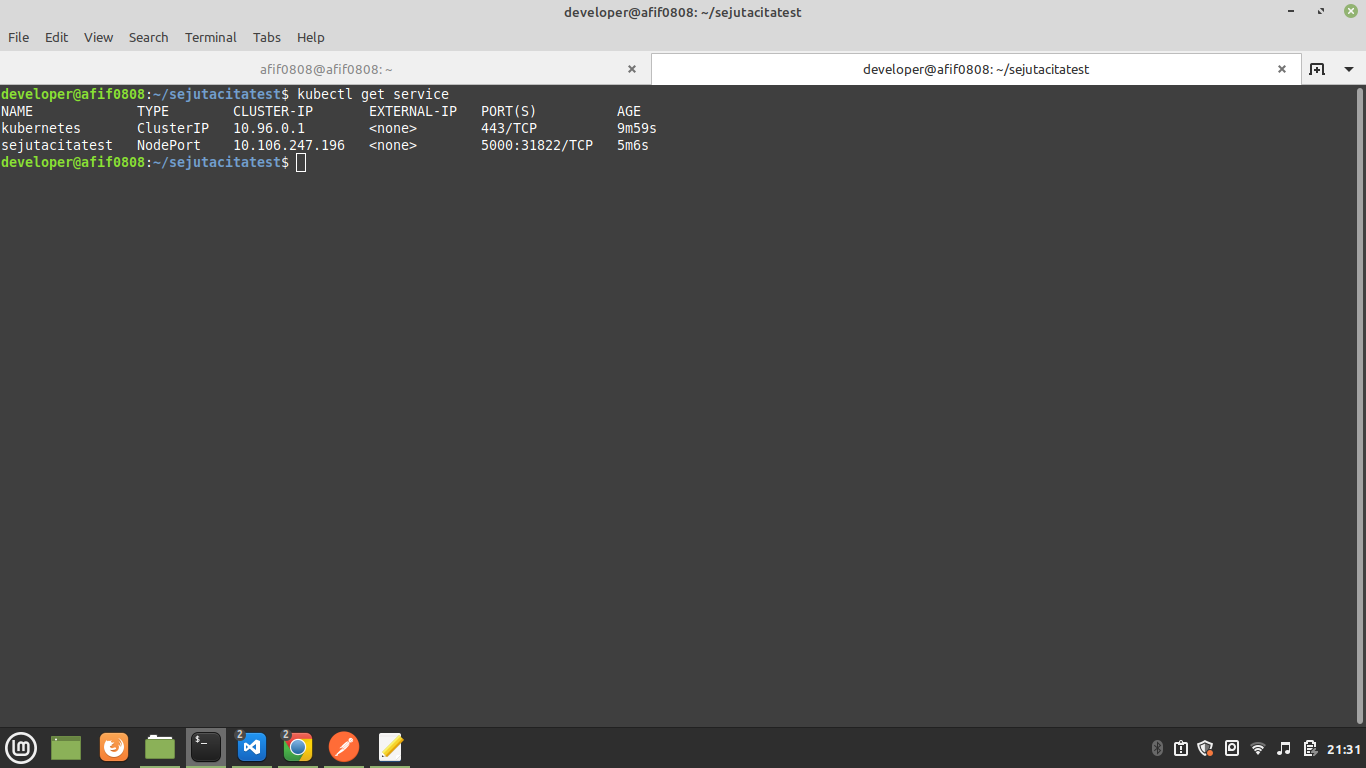 developer@afif0808: ~/sejutacitatest
File Edit View Search Terminal Tabs Help
afif0808@afif0808: ~
developer@afif0808: ~/sejutacitatest
developer@afif0808:~/sejutacitatest$ kubectl get service
NAME TYPE CLUSTER-IP EXTERNAL-IP PORT(S) AGE
kubernetes ClusterIP 10.96.0.1 <none> 443/TCP 9m59s
sejutacitatest NodePort 10.106.247.196 <none> 5000:31822/TCP 5m6s
developer@afif0808:~/sejutacitatest$
$_ 2 2
21:31